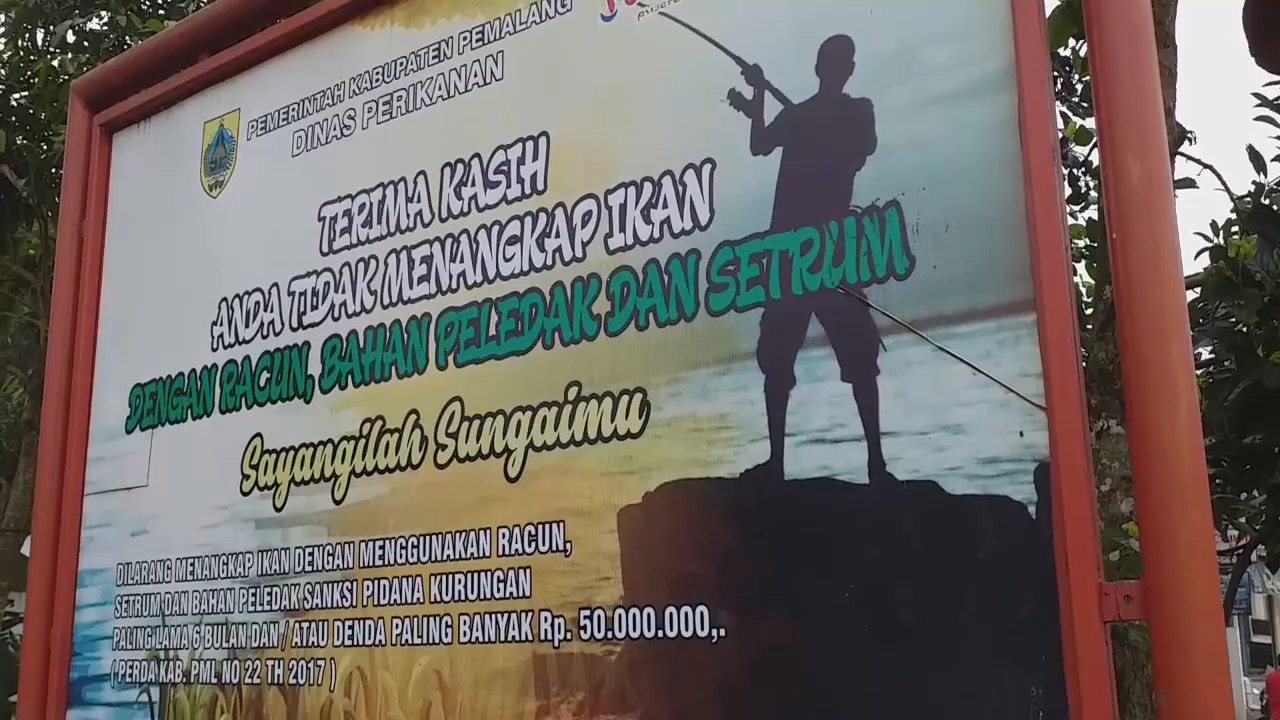 PEMERINTAH KABUPATEN PEMALANG
DINAS PERIKANAN
TERIMA KASIH
ANDA TIDAK MENANGKAP IKAN
DENGAN RACUN, BAHAN PELEDAK DAN SETRUM
Sayangilah Sungaimu
DILARANG MENANGKAP IKAN DENGAN MENGGUNAKAN RACUN,
SETRUM DAN BAHAN PELEDAK SANKSI PIDANA KURUNGAN
PALING LAMA 6 BULAN DAN / ATAU DENDA PALING BANYAK Rp. 50.000.000,.
( PERDA KAB. PML NO 22 TH 2017 )